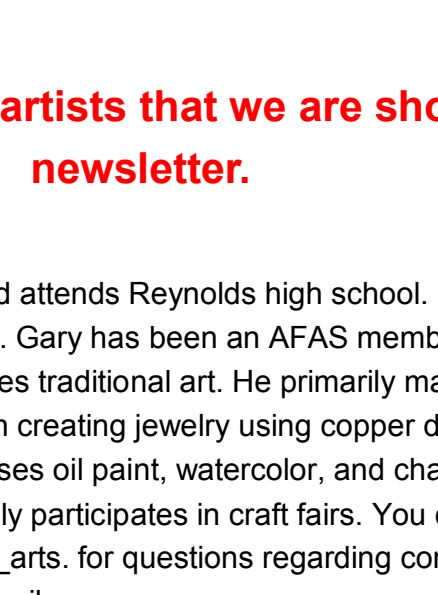 artists that we are sho
newsletter.
d attends Reynolds high school.
. Gary has been an AFAS memb
es traditional art. He primarily ma
n creating jewelry using copper d
ses oil paint, watercolor, and cha
ly participates in craft fairs. You
_arts. for questions regarding co